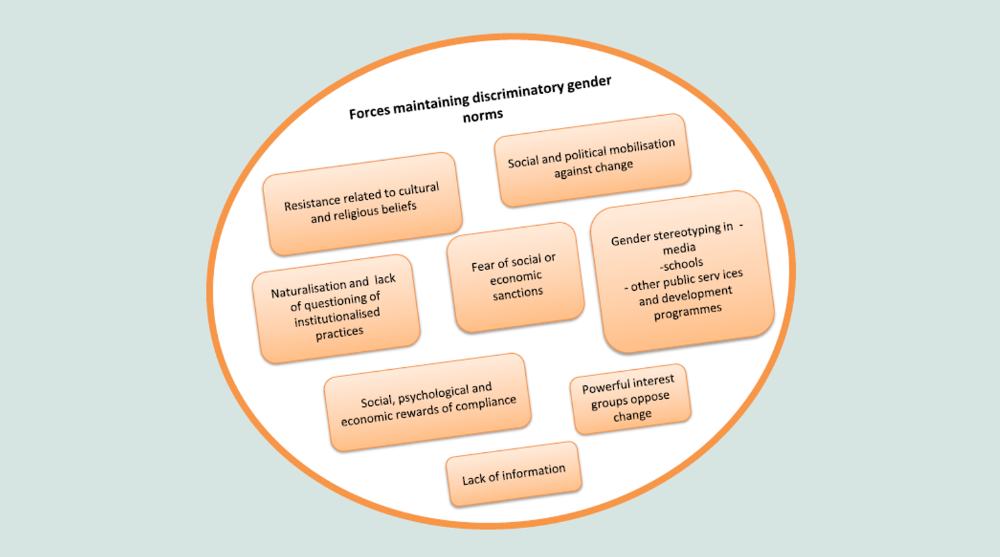 Forces maintaining discriminatory gender
norms
Social and political mobilisation
against change
Resistance related to cultural
and religious beliefs
Gender stereotyping in -
media
-schools
- other public serv ices
and development
programmes
Fear of social or
economic
sanctions
Naturalisation and lack
of questioning of
institutionalised
practices
Social, psychological and
economic rewards of compliance
Powerful interest
groups oppose
change
Lack of information